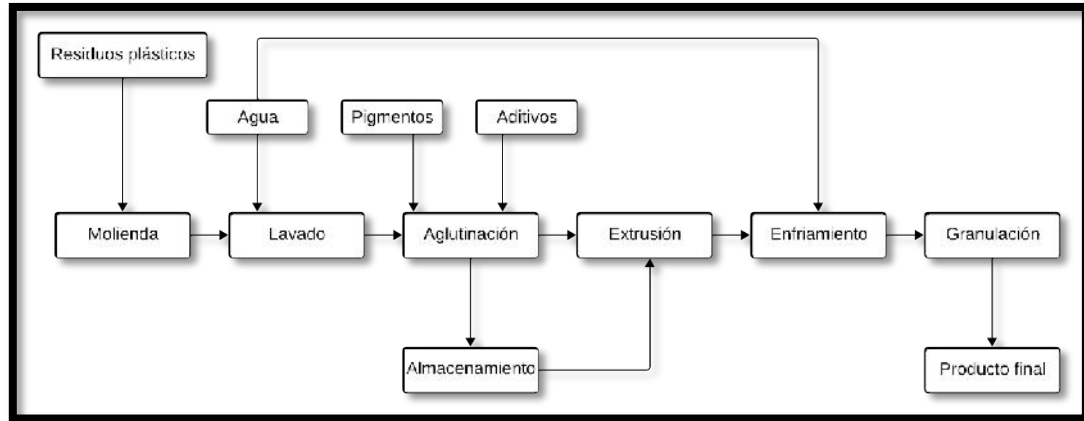 Residuos plásticos
Agua
Pigmentos
Aditivos
Molienda
Lavado
Aglutinación
Extrusión
Enfriamiento
Granulación
Almacenamiento
Producto final